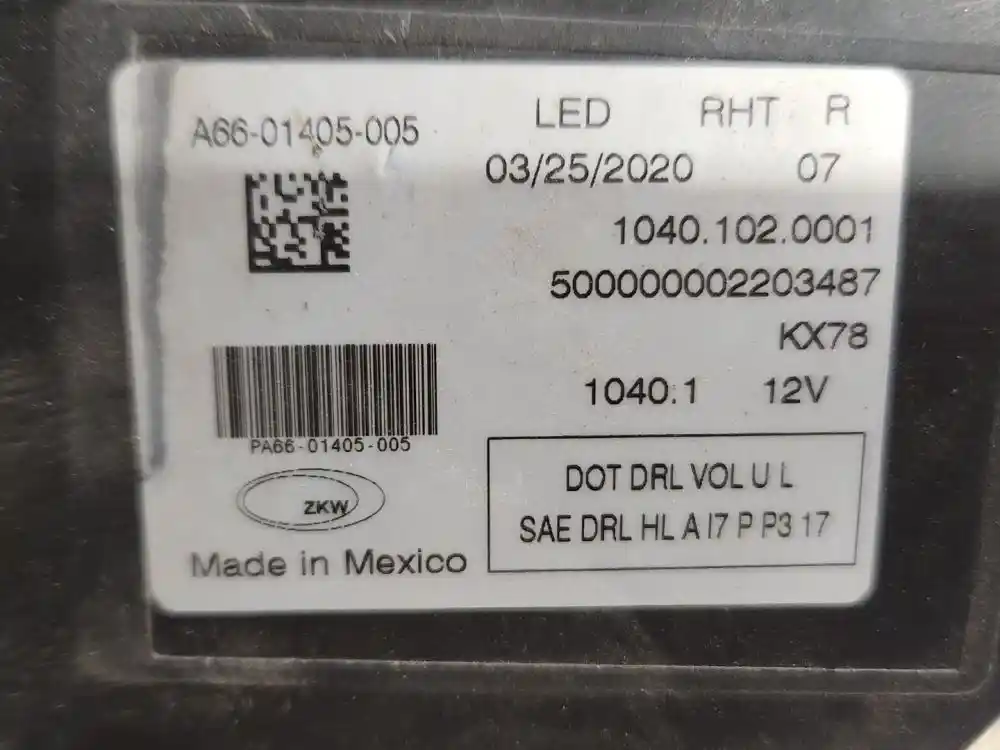 A66-01405-005
LED RHT R
03/25/2020 07
1040.102.0001
500000002203487
KX78
1040.1 12V
PA66-01405-005
ZKW
Made in Mexico
DOT DRL VOL U L
SAE DRL HL A I7 P P3 17